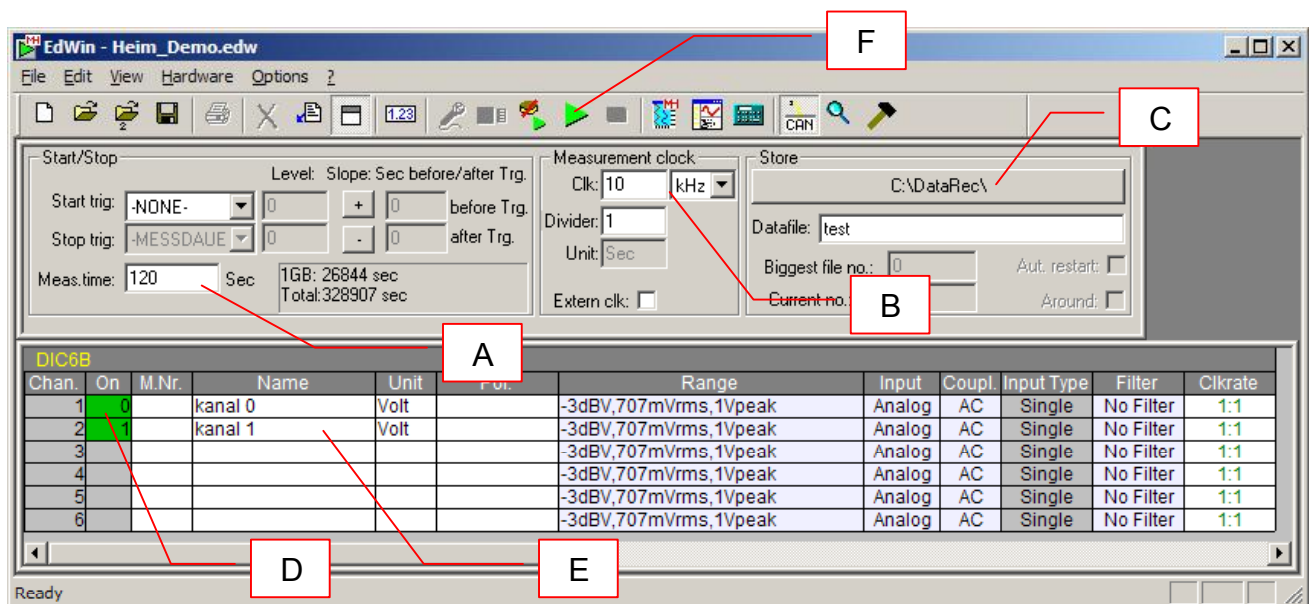 F
EdWin - Heim_Demo.edw
File Edit View Hardware Options ?
2 1.23 MH CAN
C
Start/Stop
Level: Slope: Sec before/after Trg.
Start trig: -NONE- 0 + 0 before Trg.
Stop trig: -MESSDAUE 0 - 0 after Trg.
Meas.time: 120 Sec
1GB: 26844 sec
Total:328907 sec
Measurement clock
Clk: 10 kHz
Divider: 1
Unit: Sec
Extern clk:
Store
C:\DataRec\
Datafile: test
Biggest file no.: 0 Aut. restart:
Current no.: Around:
B
A
DIC6B
Chan. On M.Nr. Name Unit Range Input Coupl. Input Type Filter Clkrate
1 0 kanal 0 Volt -3dBV,707mVrms,1Vpeak Analog AC Single No Filter 1:1
2 1 kanal 1 Volt -3dBV,707mVrms,1Vpeak Analog AC Single No Filter 1:1
3 -3dBV,707mVrms,1Vpeak Analog AC Single No Filter 1:1
4 -3dBV,707mVrms,1Vpeak Analog AC Single No Filter 1:1
5 -3dBV,707mVrms,1Vpeak Analog AC Single No Filter 1:1
6 -3dBV,707mVrms,1Vpeak Analog AC Single No Filter 1:1
D
E
Ready